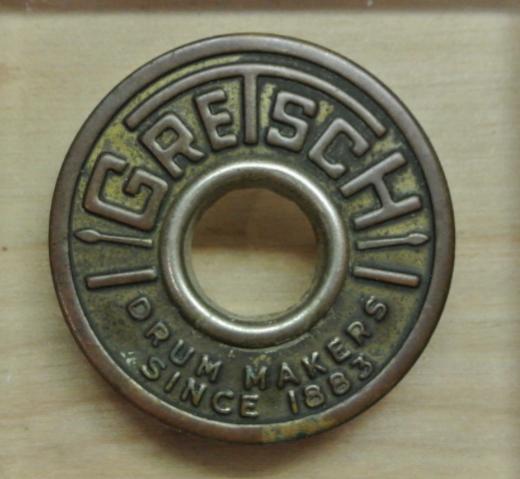 GRETSCH
DRUM MAKERS
SINCE 1883